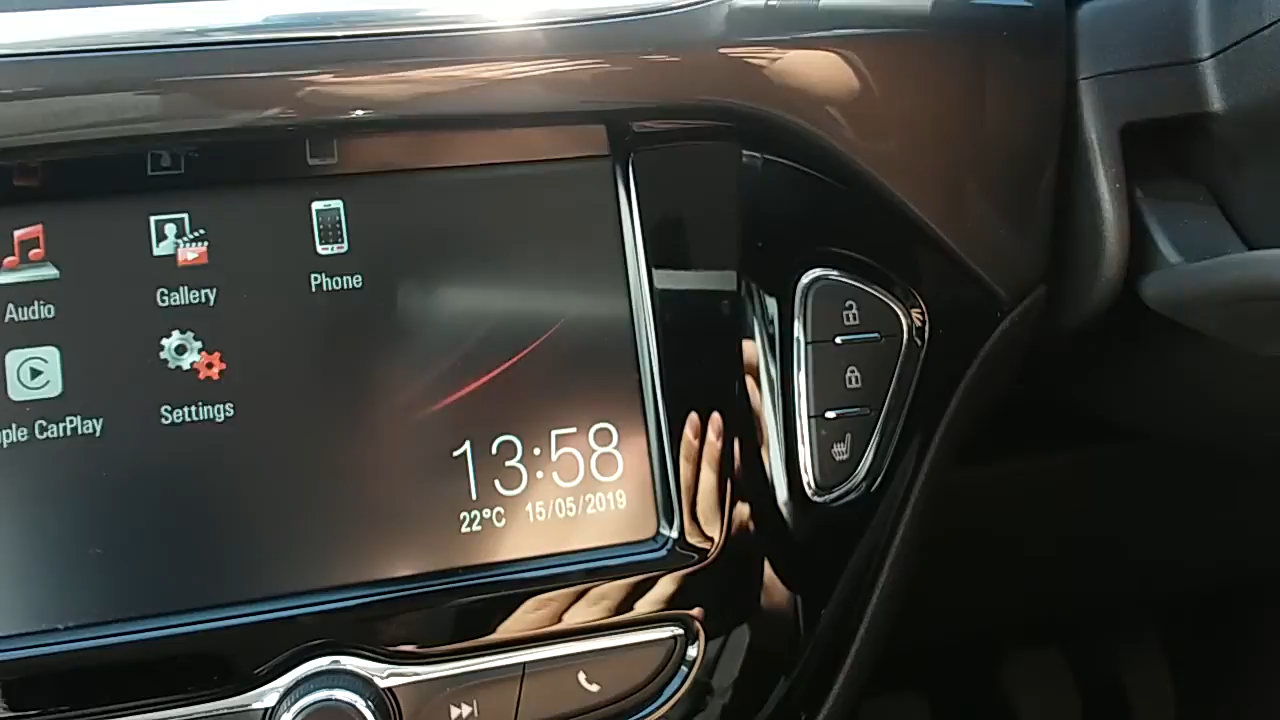 Audio
Gallery
Phone
ple CarPlay
Settings
13:58
22°C 15/05/2019